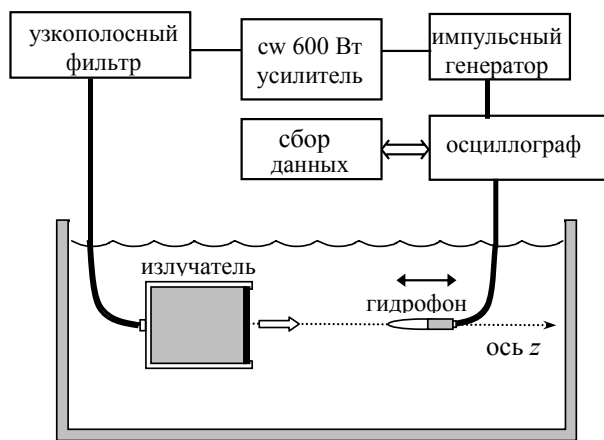 узкополосный
фильтр
cw 600 Вт
усилитель
импульсный
генератор
сбор
данных
осциллограф
излучатель
гидрофон
ось z